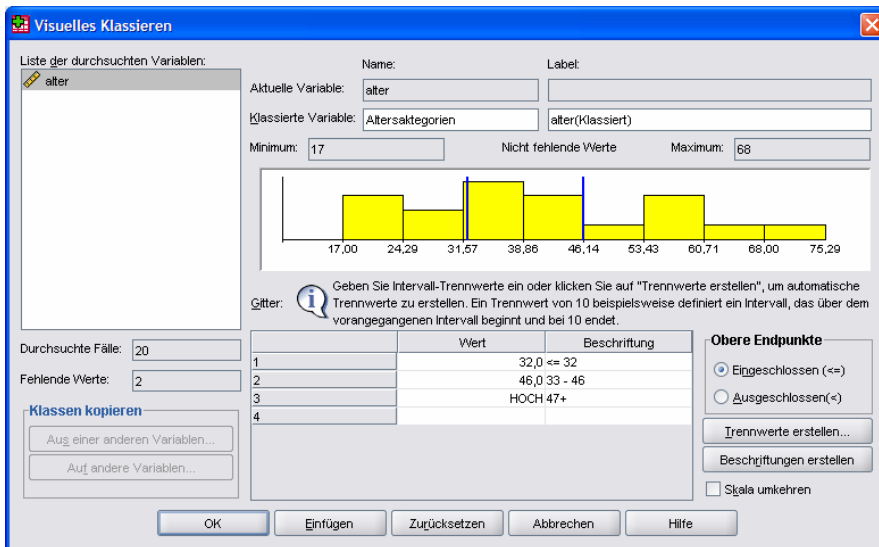 Visuelles Klassieren
Liste der durchsuchten Variablen:
alter
Name:
Label:
Aktuelle Variable:
alter
Klassierte Variable:
Altersaktegorien
alter(Klassiert)
Minimum:
17
Nicht fehlende Werte
Maximum:
68
17,00 24,29 31,57 38,86 46,14 53,43 60,71 68,00 75,29
Gitter:
Geben Sie Intervall-Trennwerte ein oder klicken Sie auf "Trennwerte erstellen", um automatische
Trennwerte zu erstellen. Ein Trennwert von 10 beispielsweise definiert ein Intervall, das über dem
vorangegangenen Intervall beginnt und bei 10 endet.
Durchsuchte Fälle:
20
Fehlende Werte:
2
Klassen kopieren
Aus einer anderen Variablen...
Auf andere Variablen...
Wert Beschriftung
1 32,0 <= 32
2 46,0 33 - 46
3 HOCH 47+
4
Obere Endpunkte
Eingeschlossen (<=)
Ausgeschlossen(<)
Trennwerte erstellen...
Beschriftungen erstellen
Skala umkehren
OK
Einfügen
Zurücksetzen
Abbrechen
Hilfe